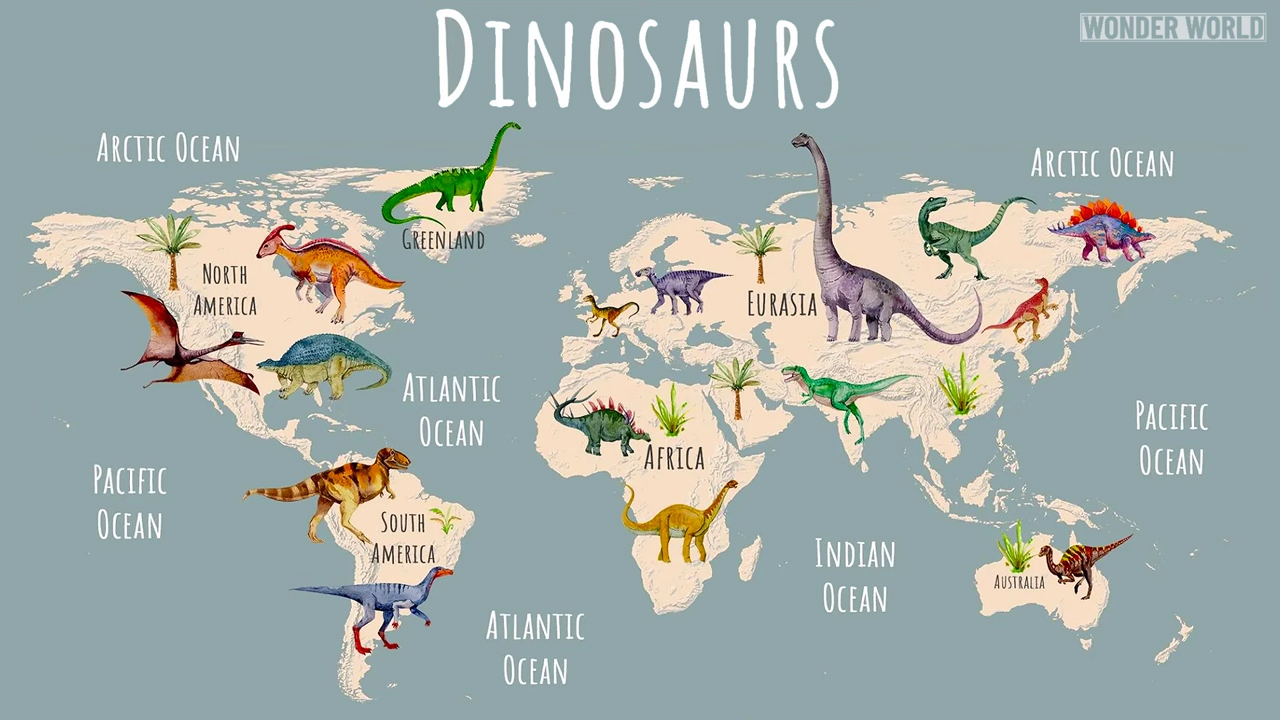 WONDER WORLD
DINOSAURS
ARCTIC OCEAN
ARCTIC OCEAN
GREENLAND
NORTH
AMERICA
EURASIA
ATLANTIC
OCEAN
PACIFIC
OCEAN
AFRICA
PACIFIC
OCEAN
SOUTH
AMERICA
INDIAN
OCEAN
AUSTRALIA
ATLANTIC
OCEAN